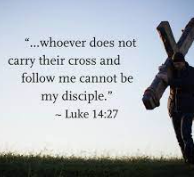 “...whoever does not
carry their cross and
follow me cannot be
my disciple.”
~ Luke 14:27